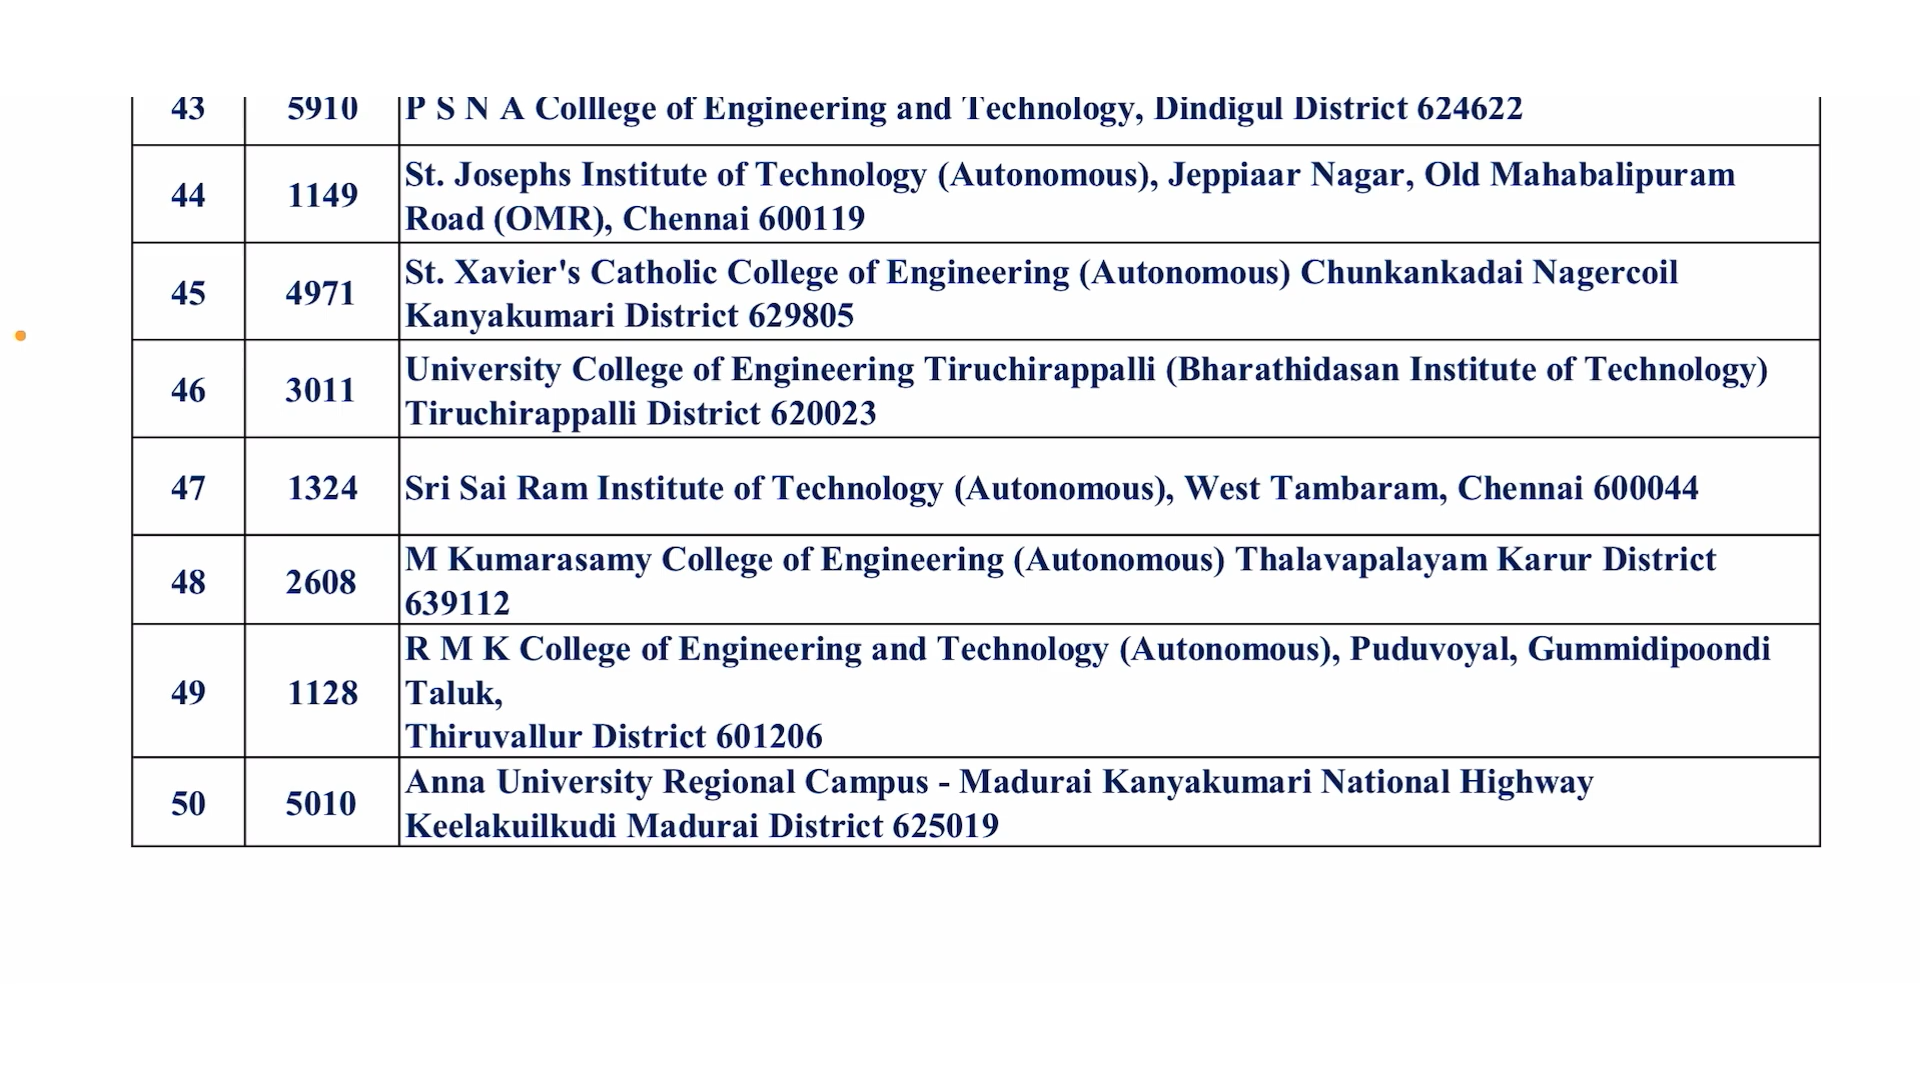 43 5910 P S N A Colllege of Engineering and Technology, Dindigul District 624622
44 1149 St. Josephs Institute of Technology (Autonomous), Jeppiaar Nagar, Old Mahabalipuram
Road (OMR), Chennai 600119
45 4971 St. Xavier's Catholic College of Engineering (Autonomous) Chunkankadai Nagercoil
Kanyakumari District 629805
46 3011 University College of Engineering Tiruchirappalli (Bharathidasan Institute of Technology)
Tiruchirappalli District 620023
47 1324 Sri Sai Ram Institute of Technology (Autonomous), West Tambaram, Chennai 600044
48 2608 M Kumarasamy College of Engineering (Autonomous) Thalavapalayam Karur District
639112
49 1128 R M K College of Engineering and Technology (Autonomous), Puduvoyal, Gummidipoondi
Taluk,
Thiruvallur District 601206
50 5010 Anna University Regional Campus - Madurai Kanyakumari National Highway
Keelakuilkudi Madurai District 625019